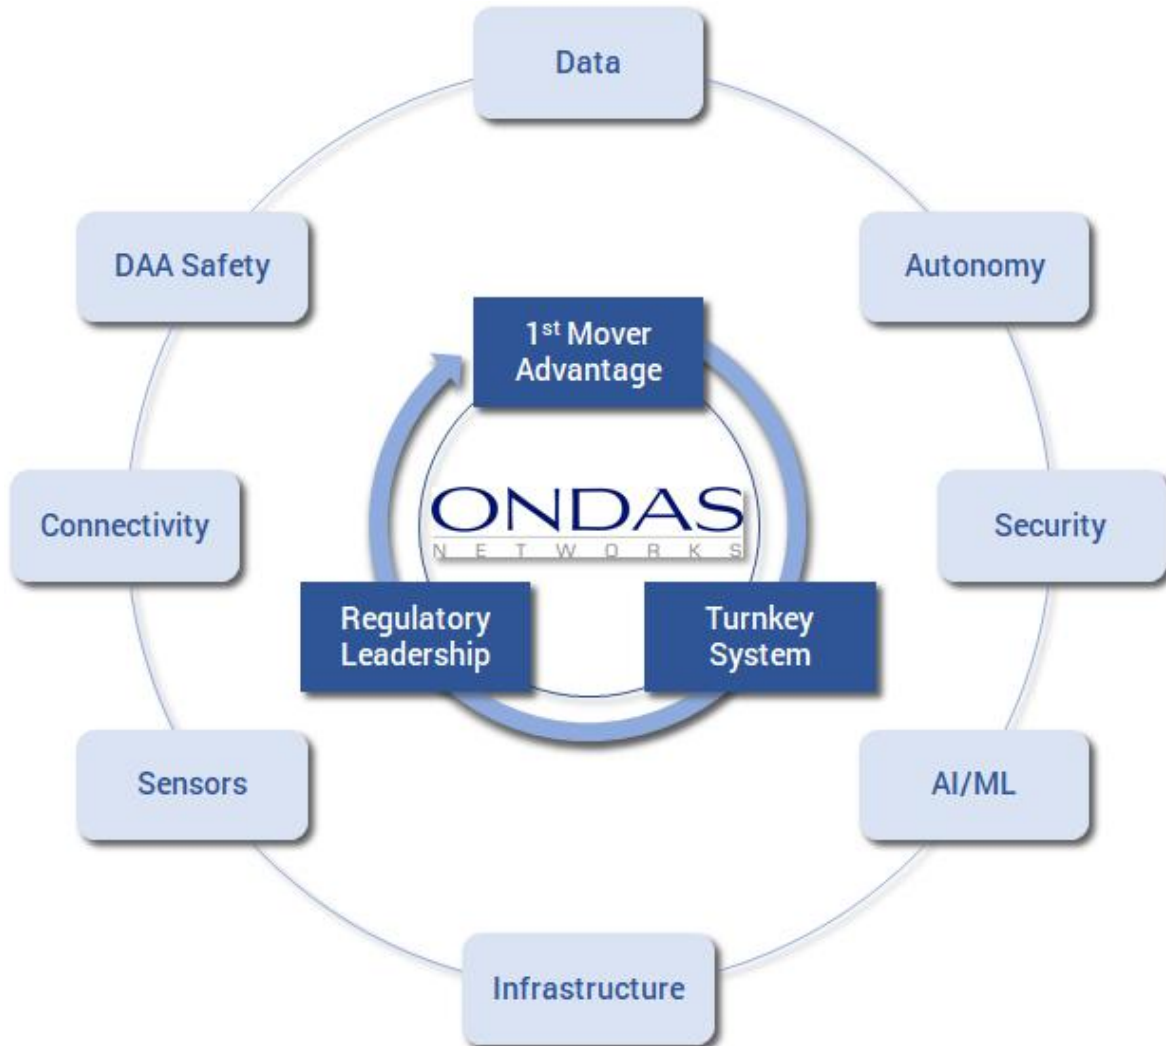 Data
DAA Safety
Autonomy
1st Mover
Advantage
ONDAS
NETWORKS
Connectivity
Security
Regulatory
Leadership
Turnkey
System
Sensors
AI/ML
Infrastructure